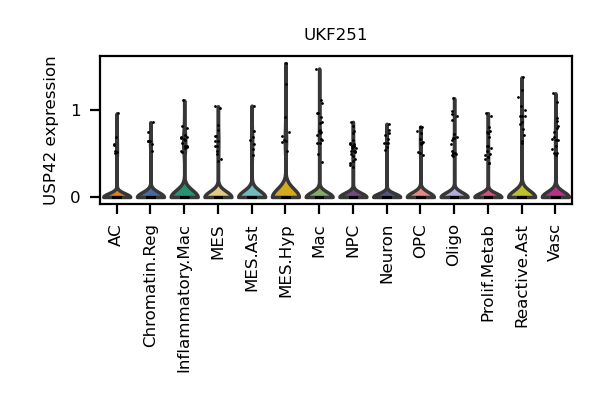 UKF251
USP42 expression
1
0
AC
Chromatin.Reg
Inflammatory.Mac
MES
MES.Ast
MES.Hyp
Mac
NPC
Neuron
OPC
Oligo
Prolif.Metab
Reactive.Ast
Vasc